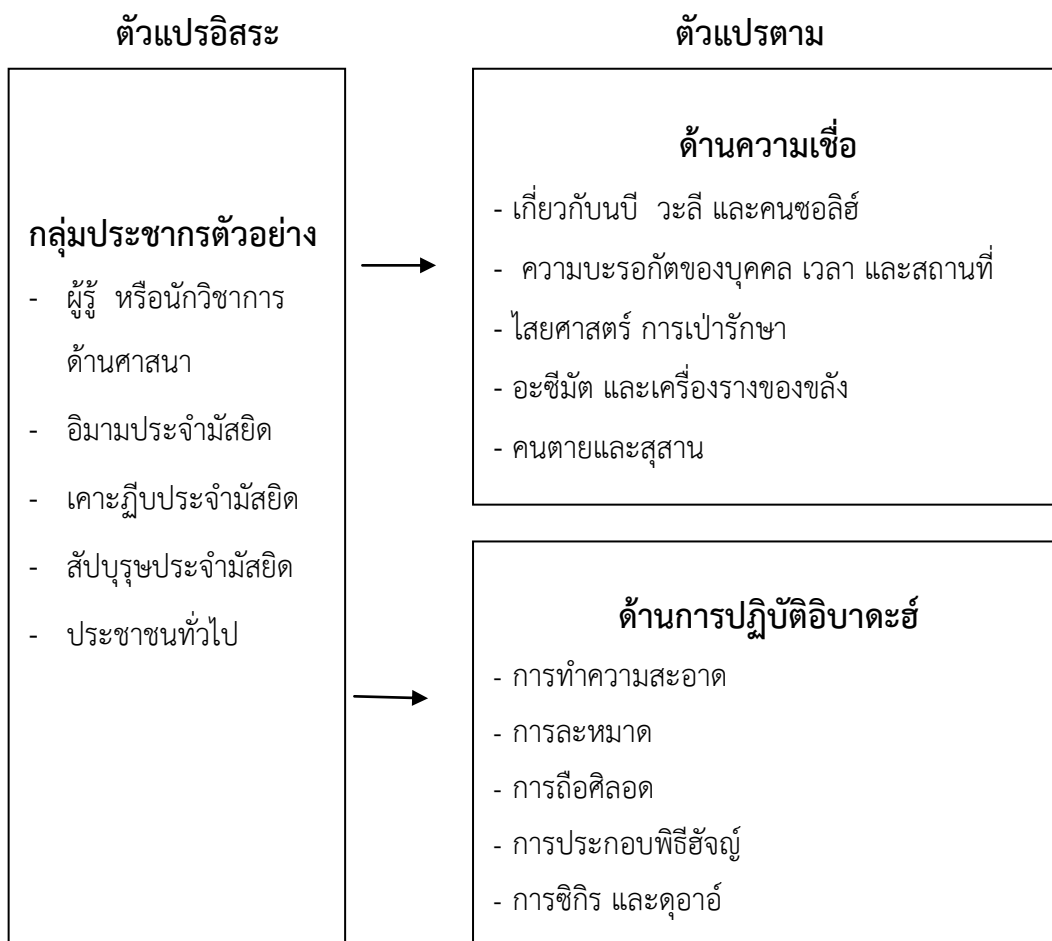 ตัวแปรอิสระ
ตัวแปรตาม
กลุ่มประชากรตัวอย่าง
- ผู้รู้ หรือนักวิชาการ
ด้านศาสนา
- อิมามประจำมัสยิด
- เคาะฏีบประจำมัสยิด
- สัปบุรุษประจำมัสยิด
- ประชาชนทั่วไป
ด้านความเชื่อ
- เกี่ยวกับนบี วะลี และคนซอลิฮ์
- ความบะรอกัตของบุคคล เวลา และสถานที่
- ไสยศาสตร์ การเป่ารักษา
- อะซีมัต และเครื่องรางของขลัง
- คนตายและสุสาน
ด้านการปฏิบัติอิบาดะฮ์
- การทำความสะอาด
- การละหมาด
- การถือศิลอด
- การประกอบพิธีฮัจญ์
- การซิกิร และดุอาอ์